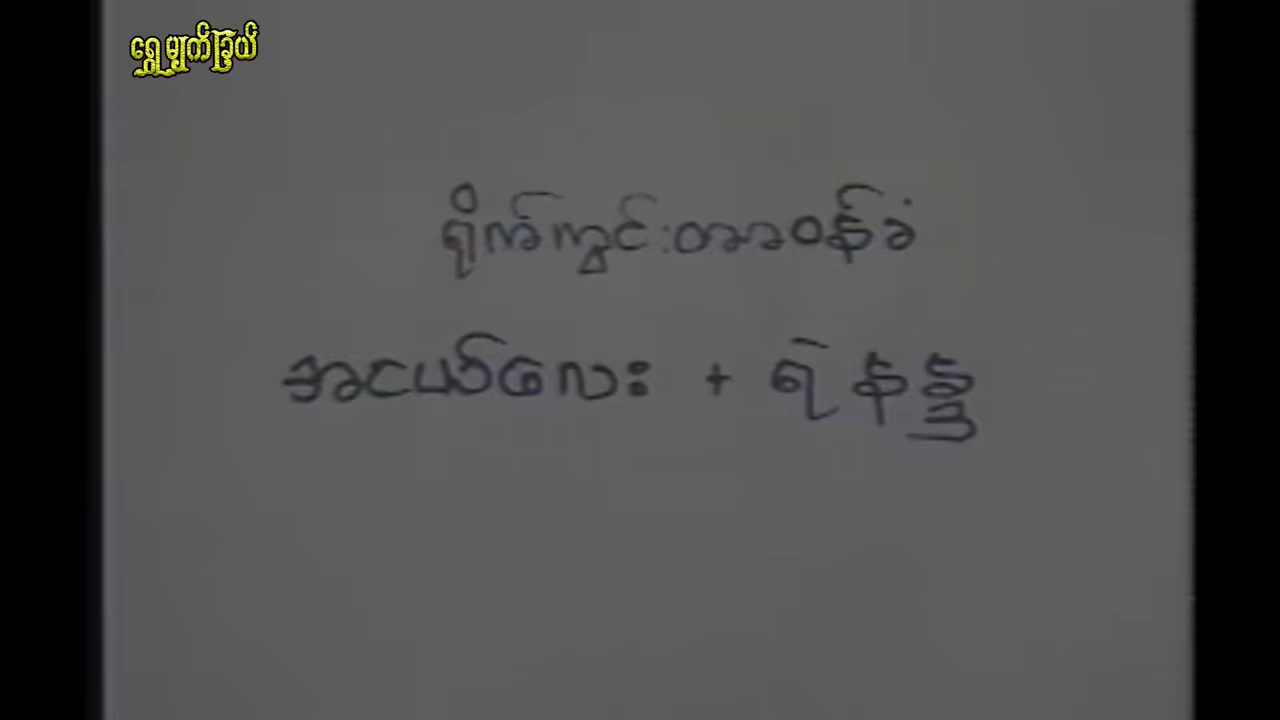 ရွှေမျက်ခြယ်
ရိုက်ကွင်းတာဝန်ခံ
အငယ်လေး + ရဲနန္ဒ